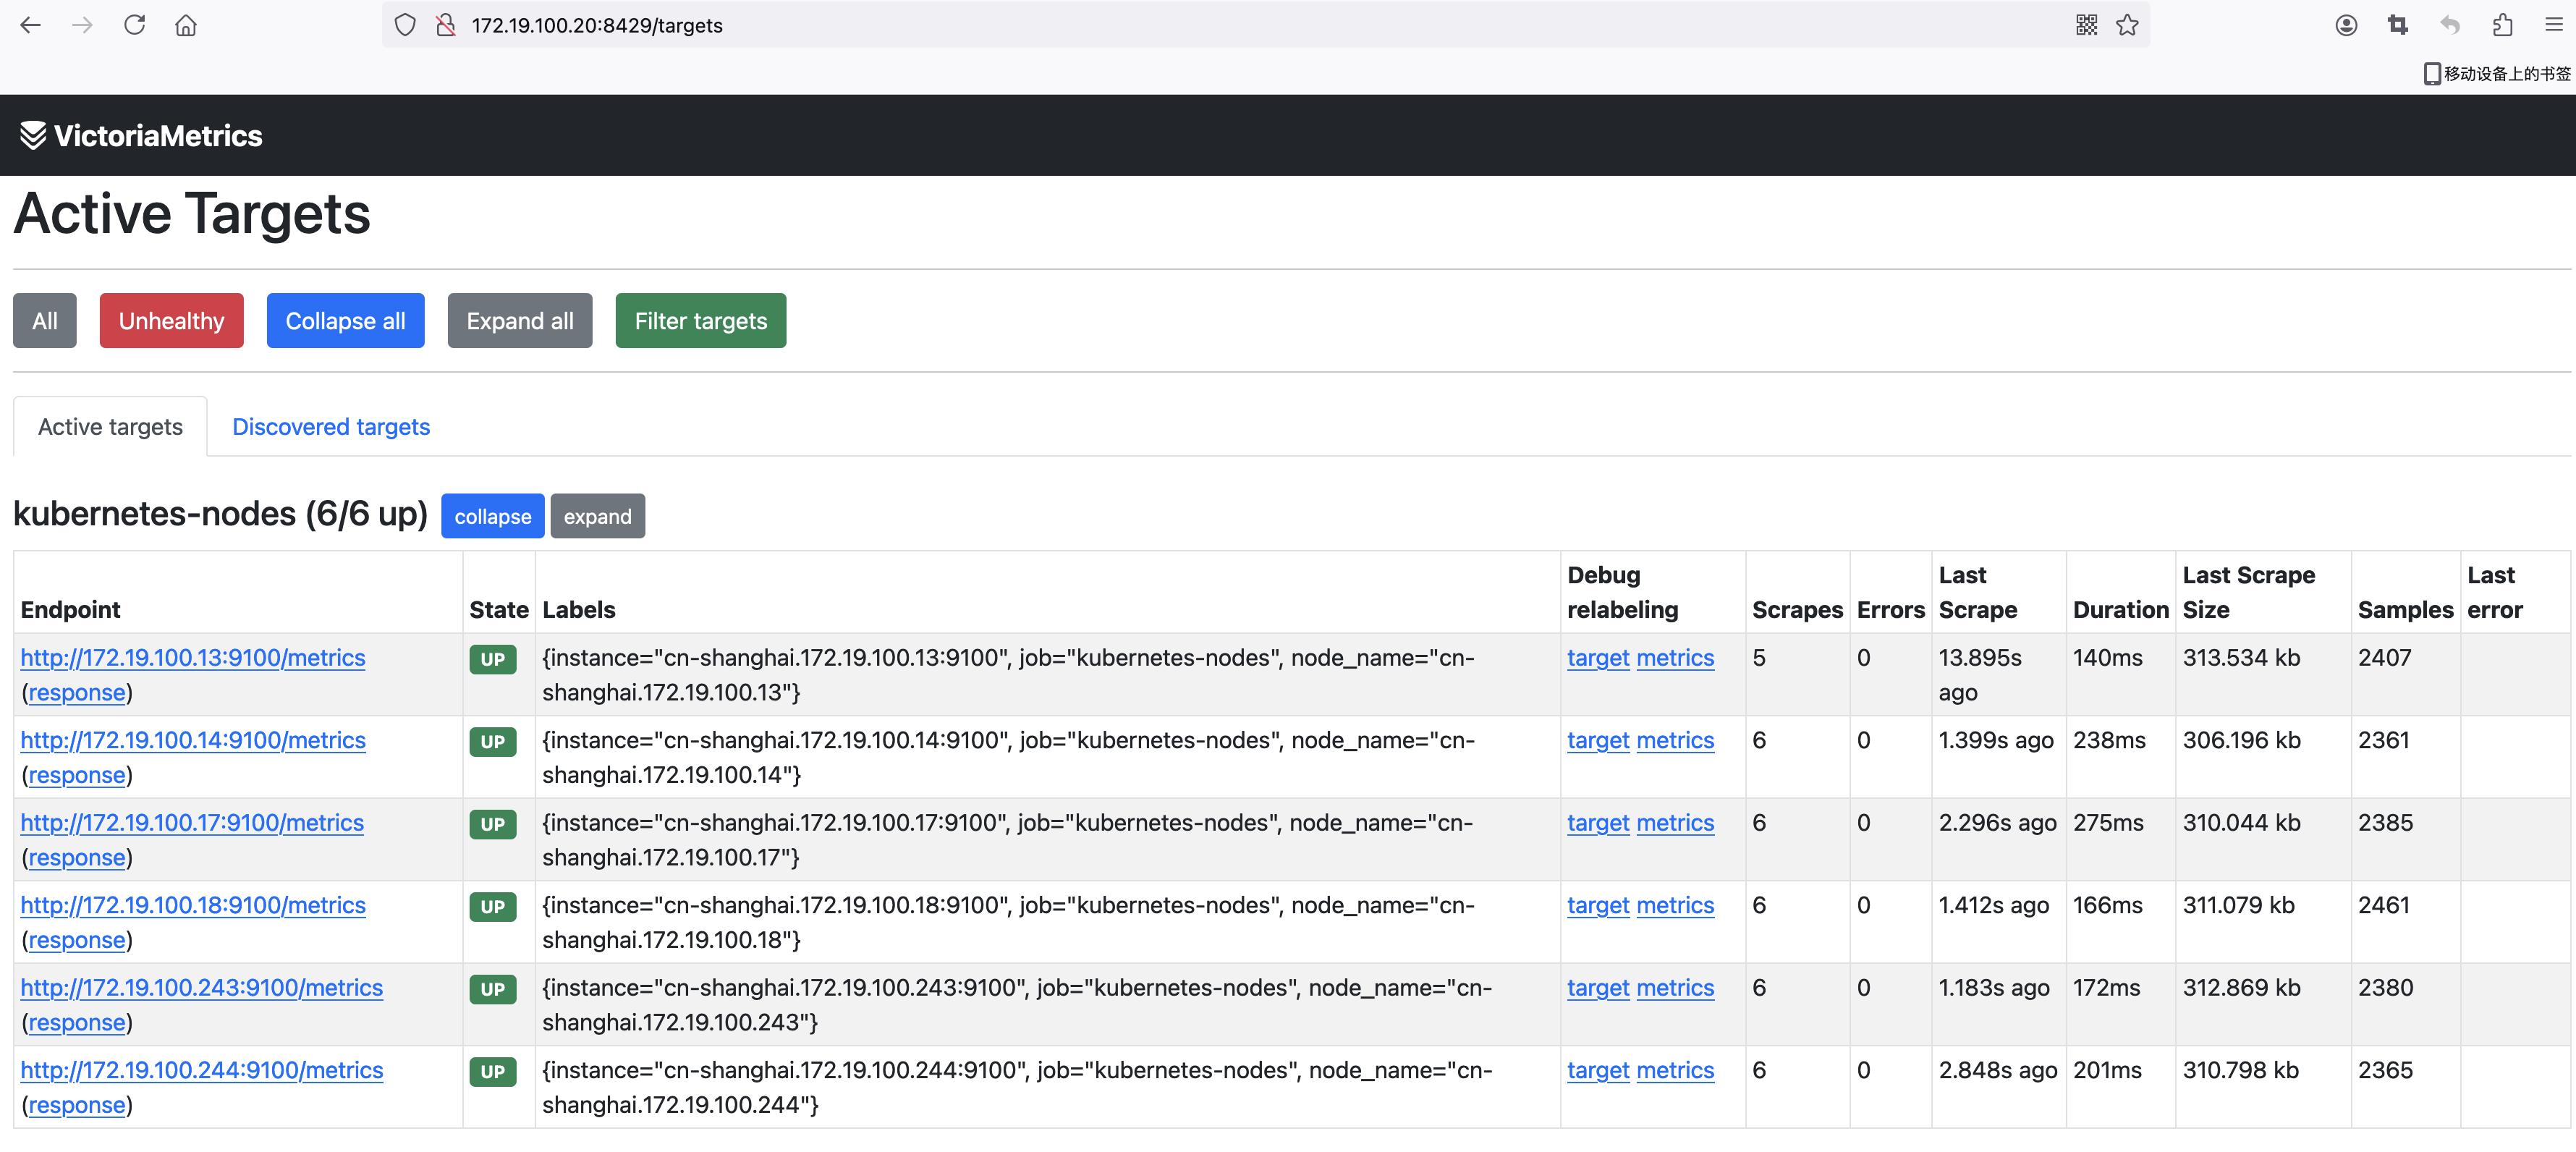 172.19.100.20:8429/targets
移动设备上的书签
VictoriaMetrics
Active Targets
All Unhealthy Collapse all Expand all Filter targets
Active targets Discovered targets
kubernetes-nodes (6/6 up) collapse expand
Endpoint State Labels Debug relabeling Scrapes Errors Last Scrape Duration Last Scrape Size Samples Last error
http://172.19.100.13:9100/metrics UP {instance="cn-shanghai.172.19.100.13:9100", job="kubernetes-nodes", node_name="cn- target metrics 5 0 13.895s 140ms 313.534 kb 2407
(response) shanghai.172.19.100.13"} ago
http://172.19.100.14:9100/metrics UP {instance="cn-shanghai.172.19.100.14:9100", job="kubernetes-nodes", node_name="cn- target metrics 6 0 1.399s ago 238ms 306.196 kb 2361
(response) shanghai.172.19.100.14"}
http://172.19.100.17:9100/metrics UP {instance="cn-shanghai.172.19.100.17:9100", job="kubernetes-nodes", node_name="cn- target metrics 6 0 2.296s ago 275ms 310.044 kb 2385
(response) shanghai.172.19.100.17"}
http://172.19.100.18:9100/metrics UP {instance="cn-shanghai.172.19.100.18:9100", job="kubernetes-nodes", node_name="cn- target metrics 6 0 1.412s ago 166ms 311.079 kb 2461
(response) shanghai.172.19.100.18"}
http://172.19.100.243:9100/metrics UP {instance="cn-shanghai.172.19.100.243:9100", job="kubernetes-nodes", node_name="cn- target metrics 6 0 1.183s ago 172ms 312.869 kb 2380
(response) shanghai.172.19.100.243"}
http://172.19.100.244:9100/metrics UP {instance="cn-shanghai.172.19.100.244:9100", job="kubernetes-nodes", node_name="cn- target metrics 6 0 2.848s ago 201ms 310.798 kb 2365
(response) shanghai.172.19.100.244"}